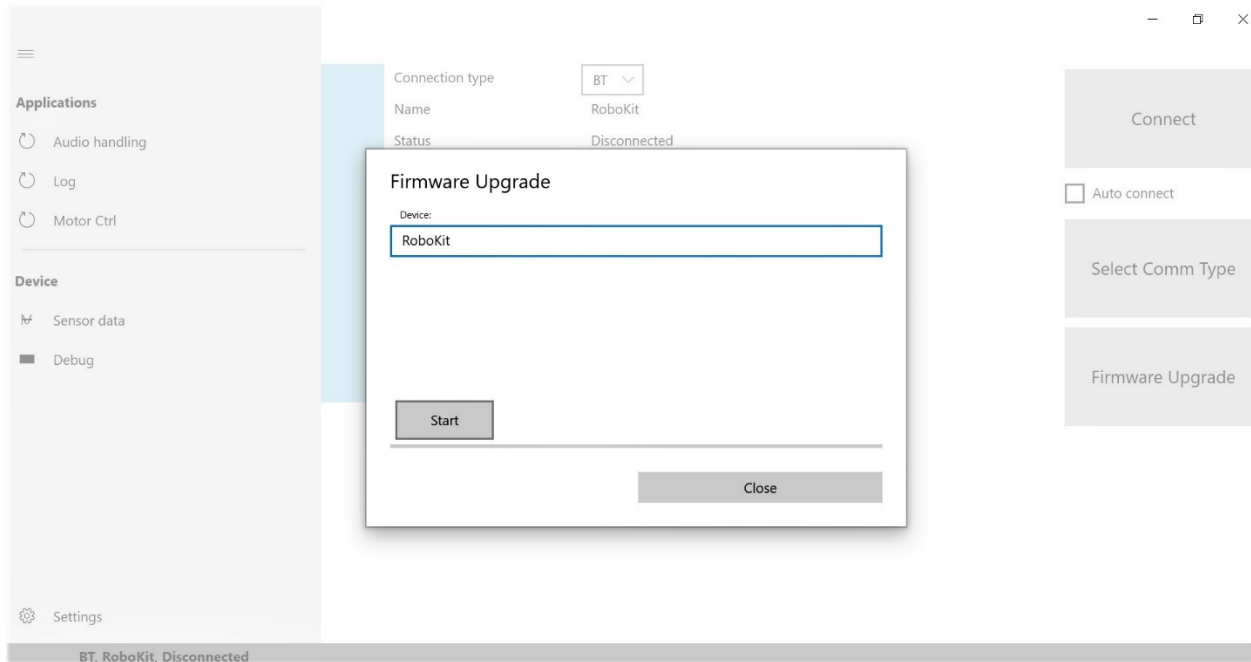 Applications
Audio handling
Log
Motor Ctrl
Device
Sensor data
Debug
Settings
Connection type BT
Name RoboKit
Status Disconnected
Firmware Upgrade
Device:
RoboKit
Start
Close
Connect
Auto connect
Select Comm Type
Firmware Upgrade
BT, RoboKit, Disconnected